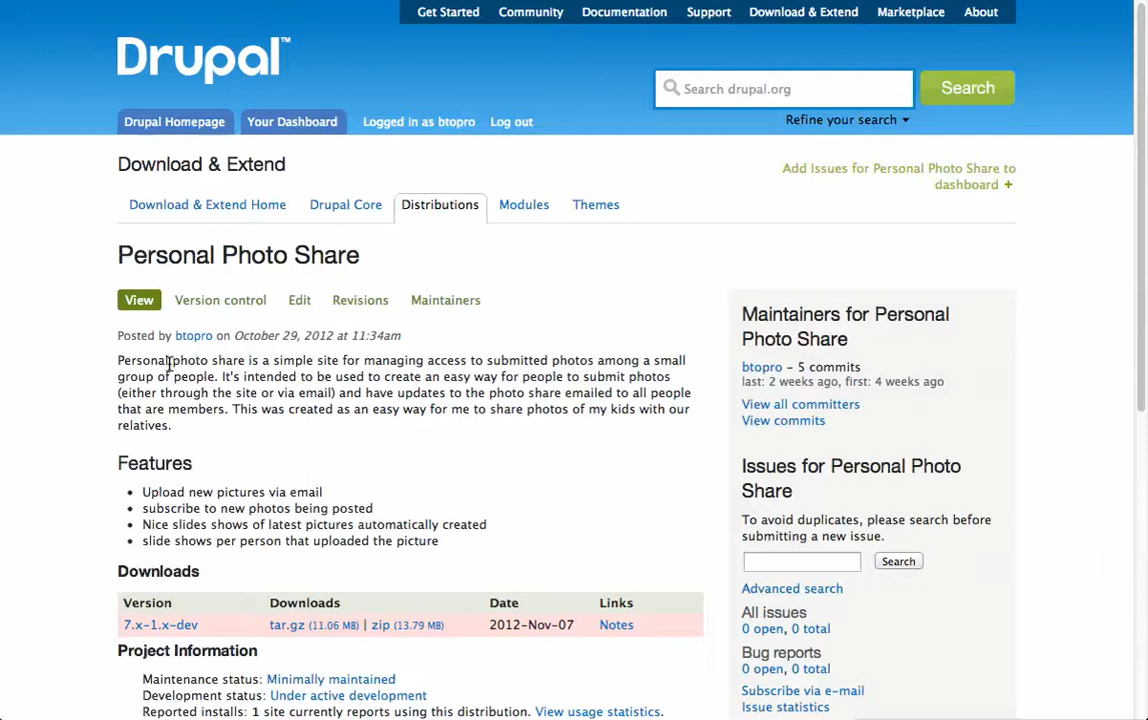 Get Started Community Documentation Support Download & Extend Marketplace About
Drupal™
Search drupal.org Search
Refine your search
Drupal Homepage Your Dashboard Logged in as btopro Log out
Download & Extend
Add Issues for Personal Photo Share to
dashboard +
Download & Extend Home Drupal Core Distributions Modules Themes
Personal Photo Share
View Version control Edit Revisions Maintainers
Posted by btopro on October 29, 2012 at 11:34am
Personal photo share is a simple site for managing access to submitted photos among a small
group of people. It's intended to be used to create an easy way for people to submit photos
(either through the site or via email) and have updates to the photo share emailed to all people
that are members. This was created as an easy way for me to share photos of my kids with our
relatives.
Features
• Upload new pictures via email
• subscribe to new photos being posted
• Nice slides shows of latest pictures automatically created
• slide shows per person that uploaded the picture
Downloads
Version Downloads Date Links
7.x-1.x-dev tar.gz (11.06 MB) | zip (13.79 MB) 2012-Nov-07 Notes
Project Information
Maintenance status: Minimally maintained
Development status: Under active development
Reported installs: 1 site currently reports using this distribution. View usage statistics.
Maintainers for Personal
Photo Share
btopro – 5 commits
last: 2 weeks ago, first: 4 weeks ago
View all committers
View commits
Issues for Personal Photo
Share
To avoid duplicates, please search before
submitting a new issue.
Search
Advanced search
All issues
0 open, 0 total
Bug reports
0 open, 0 total
Subscribe via e-mail
Issue statistics